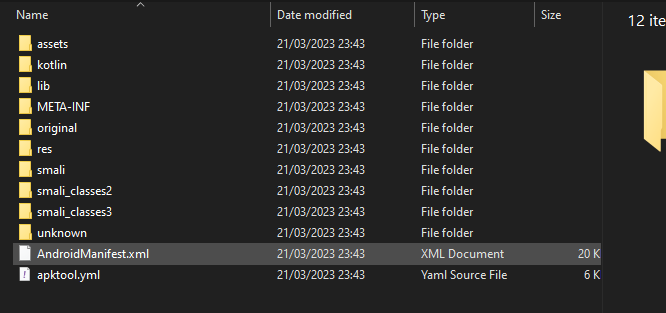 Name Date modified Type Size 12 ite
assets 21/03/2023 23:43 File folder
kotlin 21/03/2023 23:43 File folder
lib 21/03/2023 23:43 File folder
META-INF 21/03/2023 23:43 File folder
original 21/03/2023 23:43 File folder
res 21/03/2023 23:43 File folder
smali 21/03/2023 23:43 File folder
smali_classes2 21/03/2023 23:43 File folder
smali_classes3 21/03/2023 23:43 File folder
unknown 21/03/2023 23:43 File folder
AndroidManifest.xml 21/03/2023 23:43 XML Document 20 K
apktool.yml 21/03/2023 23:43 Yaml Source File 6 K